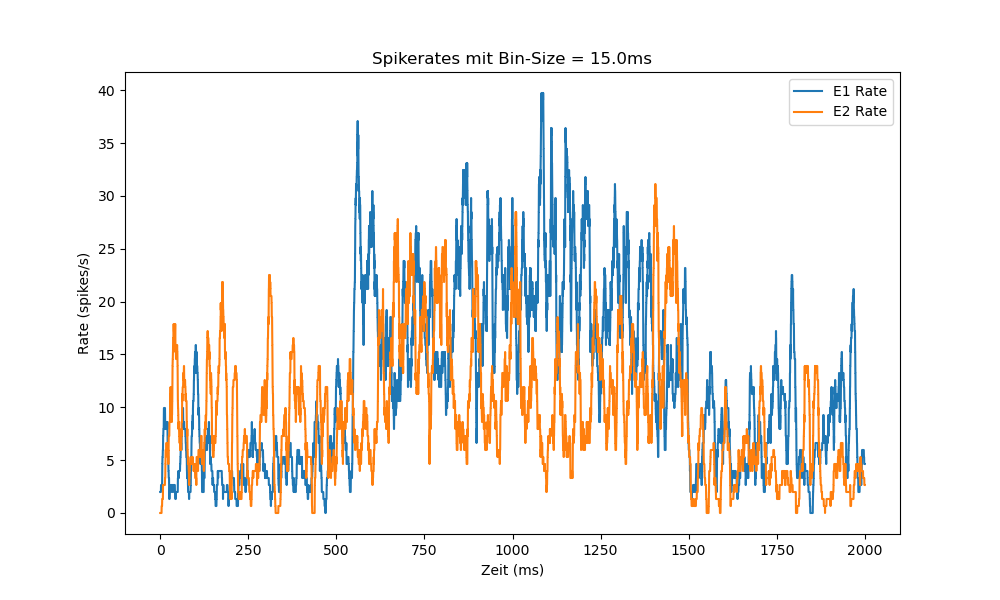 Spikerates mit Bin-Size = 15.0ms
E1 Rate
E2 Rate
Rate (spikes/s)
40
35
30
25
20
15
10
5
0
0 250 500 750 1000 1250 1500 1750 2000
Zeit (ms)